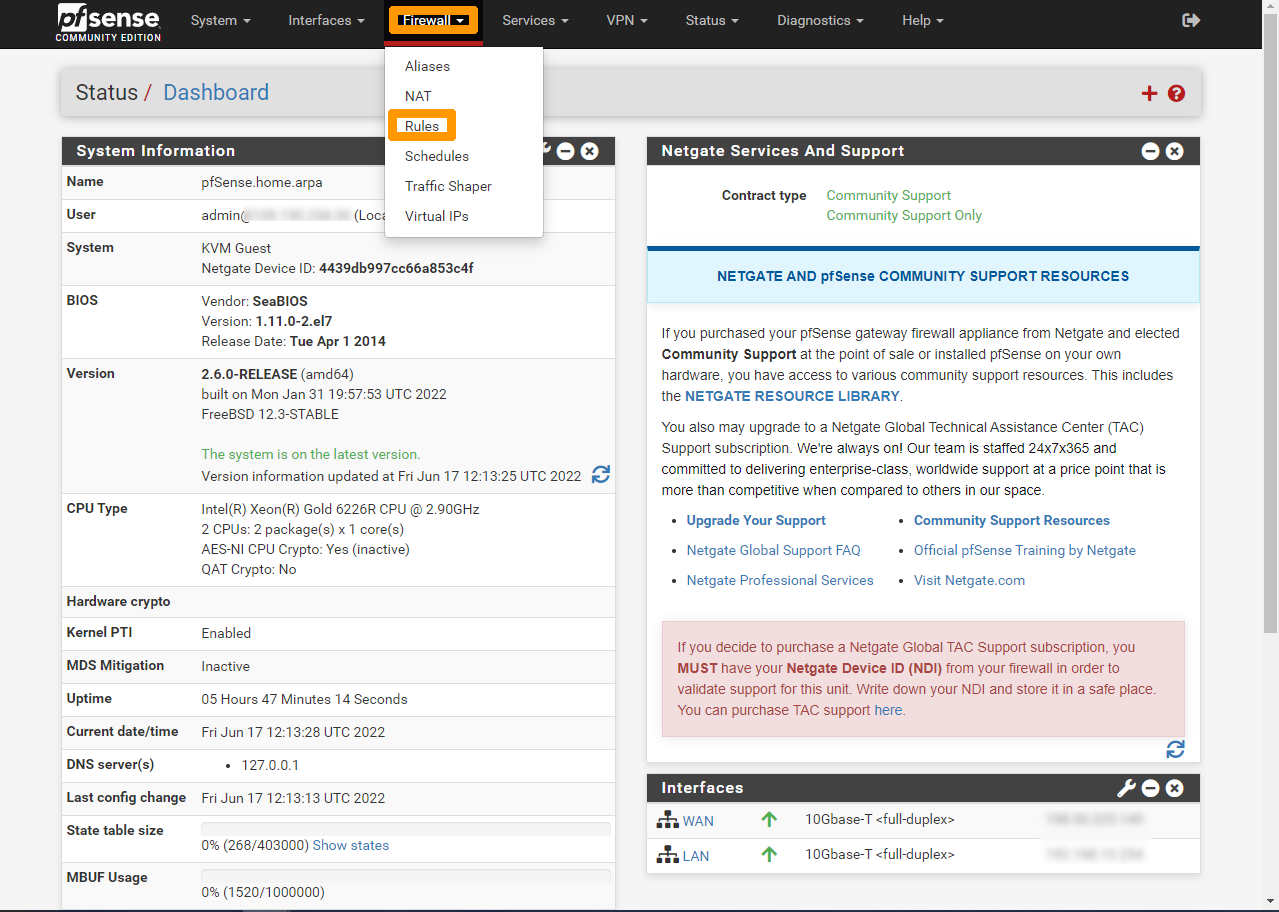 pfsense
COMMUNITY EDITION
System
Interfaces
Firewall
Services
VPN
Status
Diagnostics
Help
Aliases
NAT
Rules
Schedules
Traffic Shaper
Virtual IPs
Status / Dashboard
System Information
Name pfSense.home.arpa
User admin@ (Loca
System KVM Guest
Netgate Device ID: 4439db997cc66a853c4f
BIOS Vendor: SeaBIOS
Version: 1.11.0-2.el7
Release Date: Tue Apr 1 2014
Version 2.6.0-RELEASE (amd64)
built on Mon Jan 31 19:57:53 UTC 2022
FreeBSD 12.3-STABLE
The system is on the latest version.
Version information updated at Fri Jun 17 12:13:25 UTC 2022
CPU Type Intel(R) Xeon(R) Gold 6226R CPU @ 2.90GHz
2 CPUs: 2 package(s) x 1 core(s)
AES-NI CPU Crypto: Yes (inactive)
QAT Crypto: No
Hardware crypto
Kernel PTI Enabled
MDS Mitigation Inactive
Uptime 05 Hours 47 Minutes 14 Seconds
Current date/time Fri Jun 17 12:13:28 UTC 2022
DNS server(s) • 127.0.0.1
Last config change Fri Jun 17 12:13:13 UTC 2022
State table size
0% (268/403000) Show states
MBUF Usage
0% (1520/1000000)
Netgate Services And Support
Contract type Community Support
Community Support Only
NETGATE AND pfSense COMMUNITY SUPPORT RESOURCES
If you purchased your pfSense gateway firewall appliance from Netgate and elected
Community Support at the point of sale or installed pfSense on your own
hardware, you have access to various community support resources. This includes
the NETGATE RESOURCE LIBRARY.
You also may upgrade to a Netgate Global Technical Assistance Center (TAC)
Support subscription. We're always on! Our team is staffed 24x7x365 and
committed to delivering enterprise-class, worldwide support at a price point that is
more than competitive when compared to others in our space.
• Upgrade Your Support
• Community Support Resources
• Netgate Global Support FAQ
• Official pfSense Training by Netgate
• Netgate Professional Services
• Visit Netgate.com
If you decide to purchase a Netgate Global TAC Support subscription, you
MUST have your Netgate Device ID (NDI) from your firewall in order to
validate support for this unit. Write down your NDI and store it in a safe place.
You can purchase TAC support here.
Interfaces
WAN 10Gbase-T <full-duplex>
LAN 10Gbase-T <full-duplex>